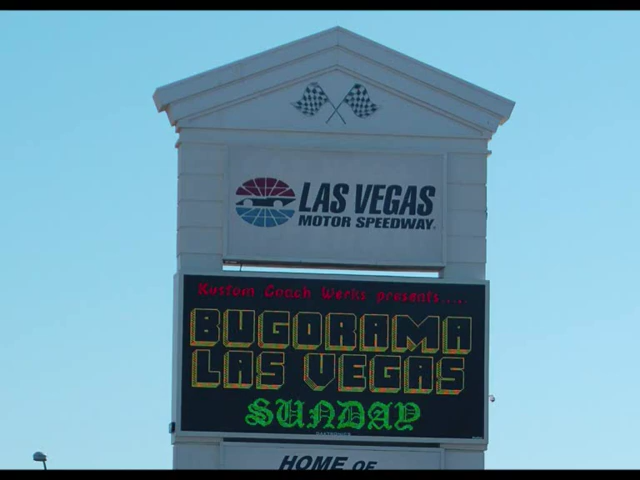 LAS VEGAS
MOTOR SPEEDWAY
Kustom Coach Werks presents.....
BUGORAMA
LAS VEGAS
SUNDAY
HOME OF